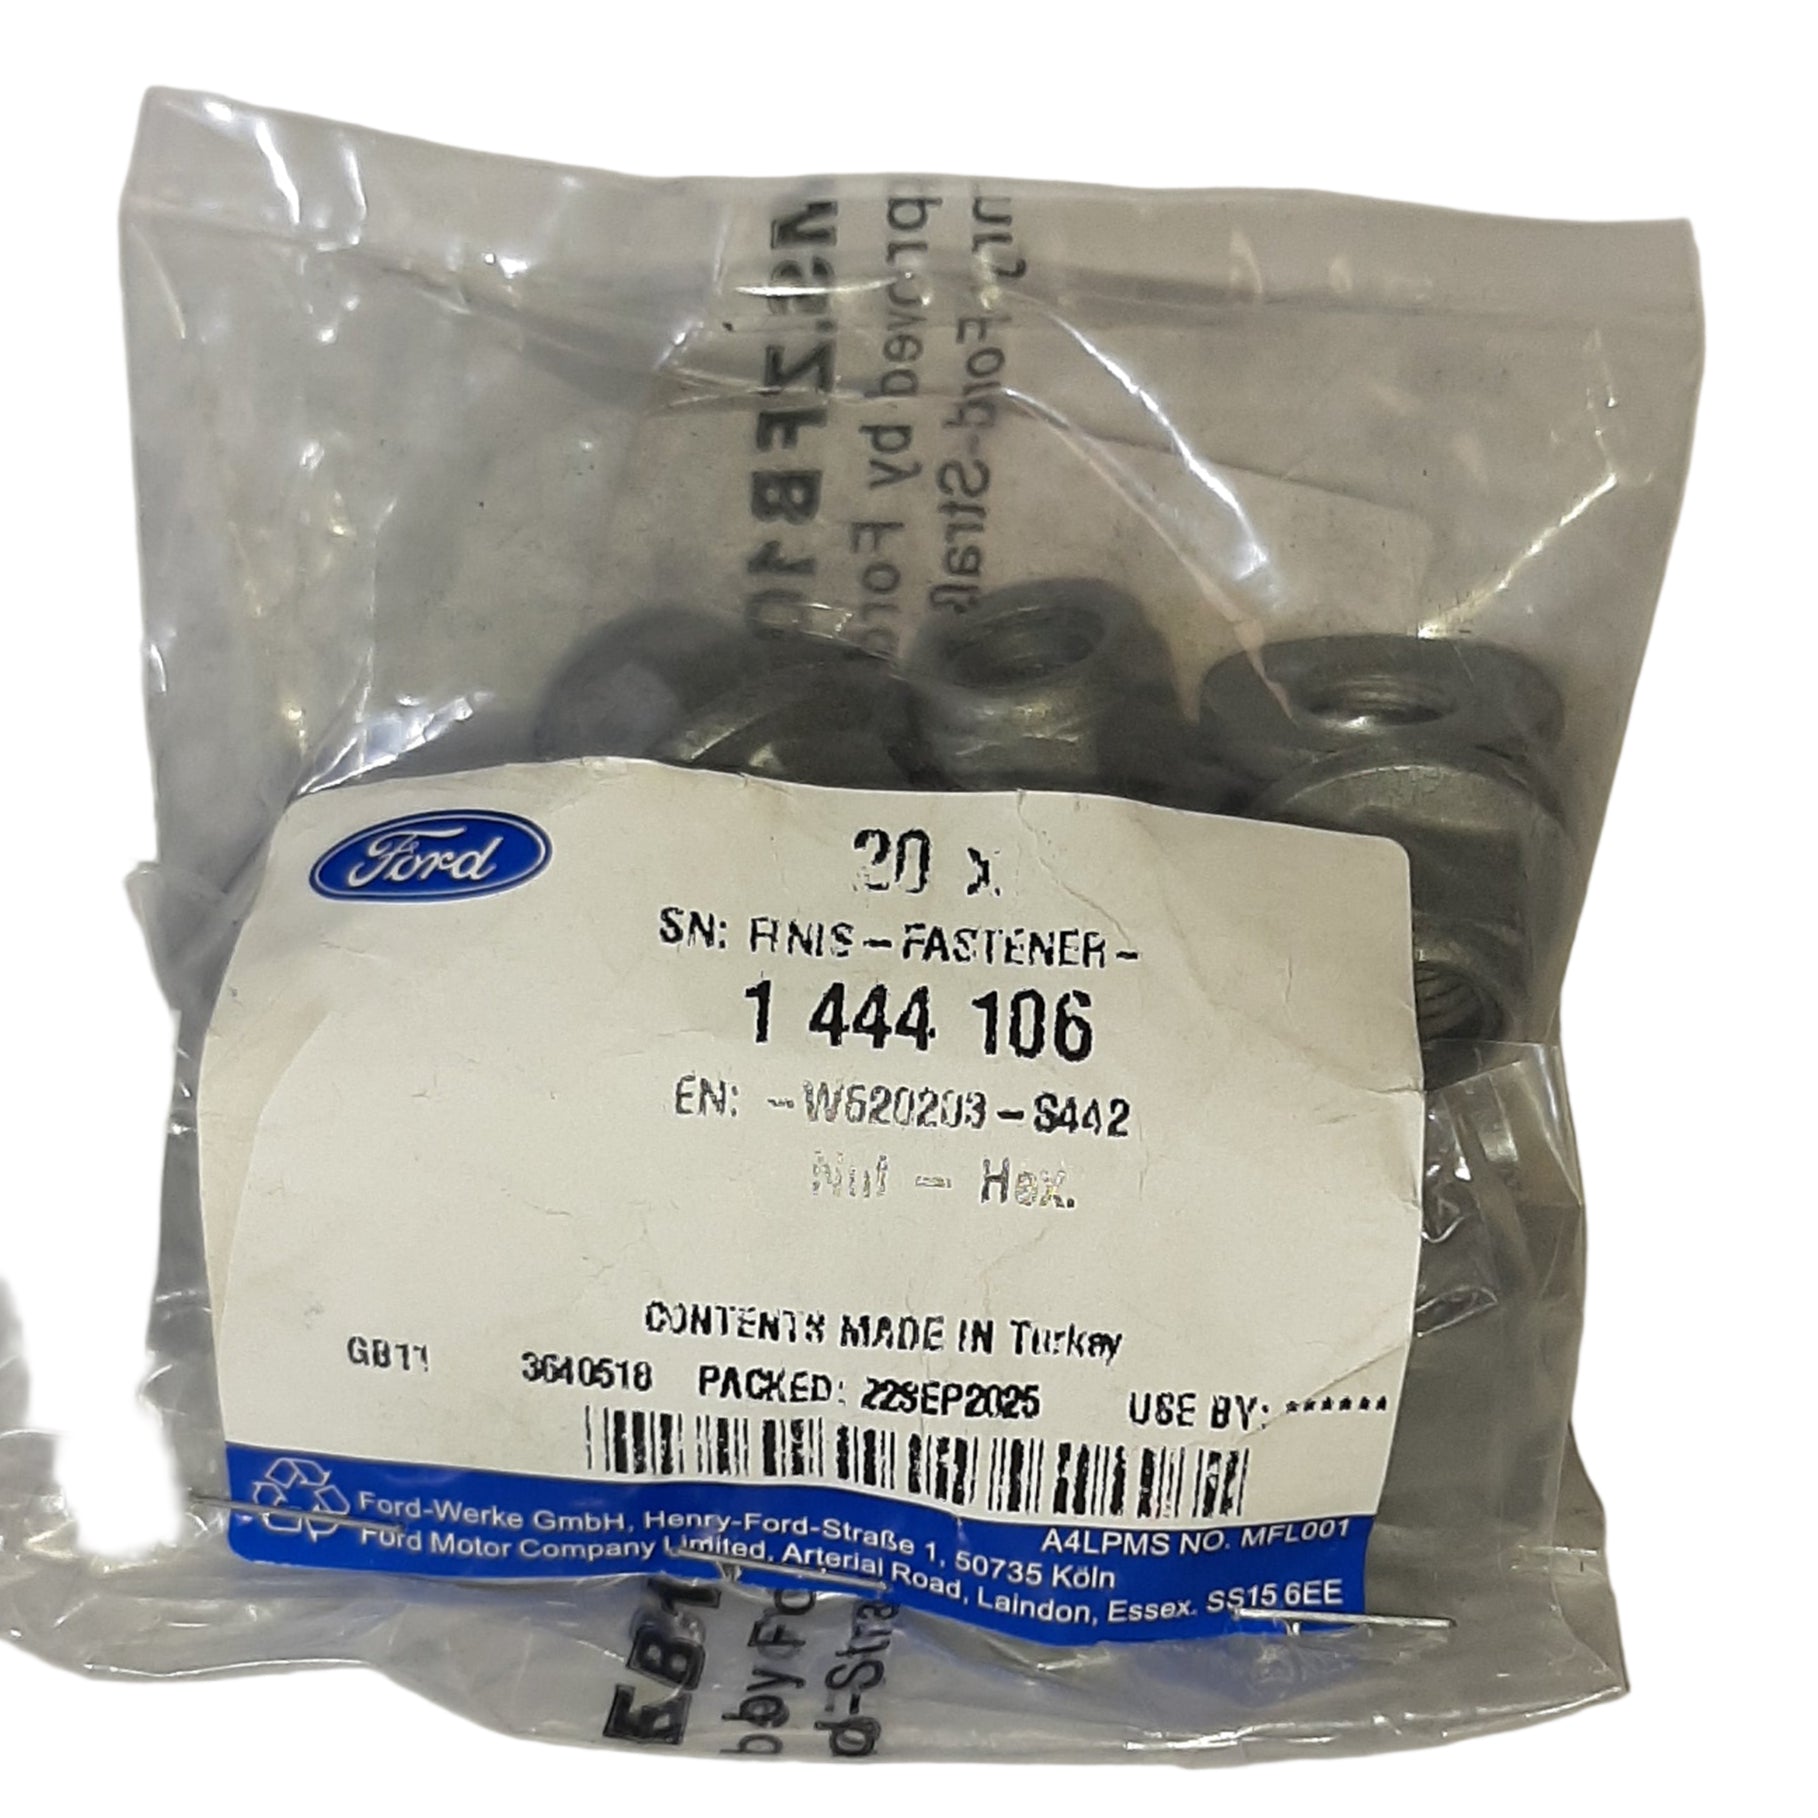 Ford
20 x
SN: FINIS-FASTENER-
1 444 106
EN: -W520203-S442
Nut - Hex.
CONTENTS MADE IN Turkey
GB11 3640518 PACKED: 22SEP2025 USE BY: ******
A4LPMS NO. MFL001
Ford-Werke GmbH, Henry-Ford-Straße 1, 50735 Köln
Ford Motor Company Limited, Arterial Road, Laindon, Essex. SS15 6EE